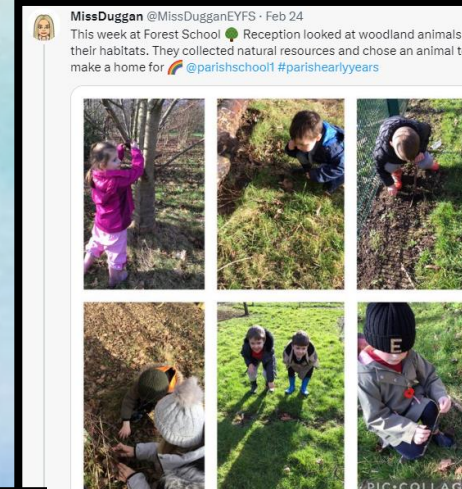 MissDuggan @MissDugganEYFS · Feb 24
This week at Forest School 🌳 Reception looked at woodland animals
their habitats. They collected natural resources and chose an animal t
make a home for 🌈 @parishschool1 #parishearlyyears
E
PIC•COLLAG